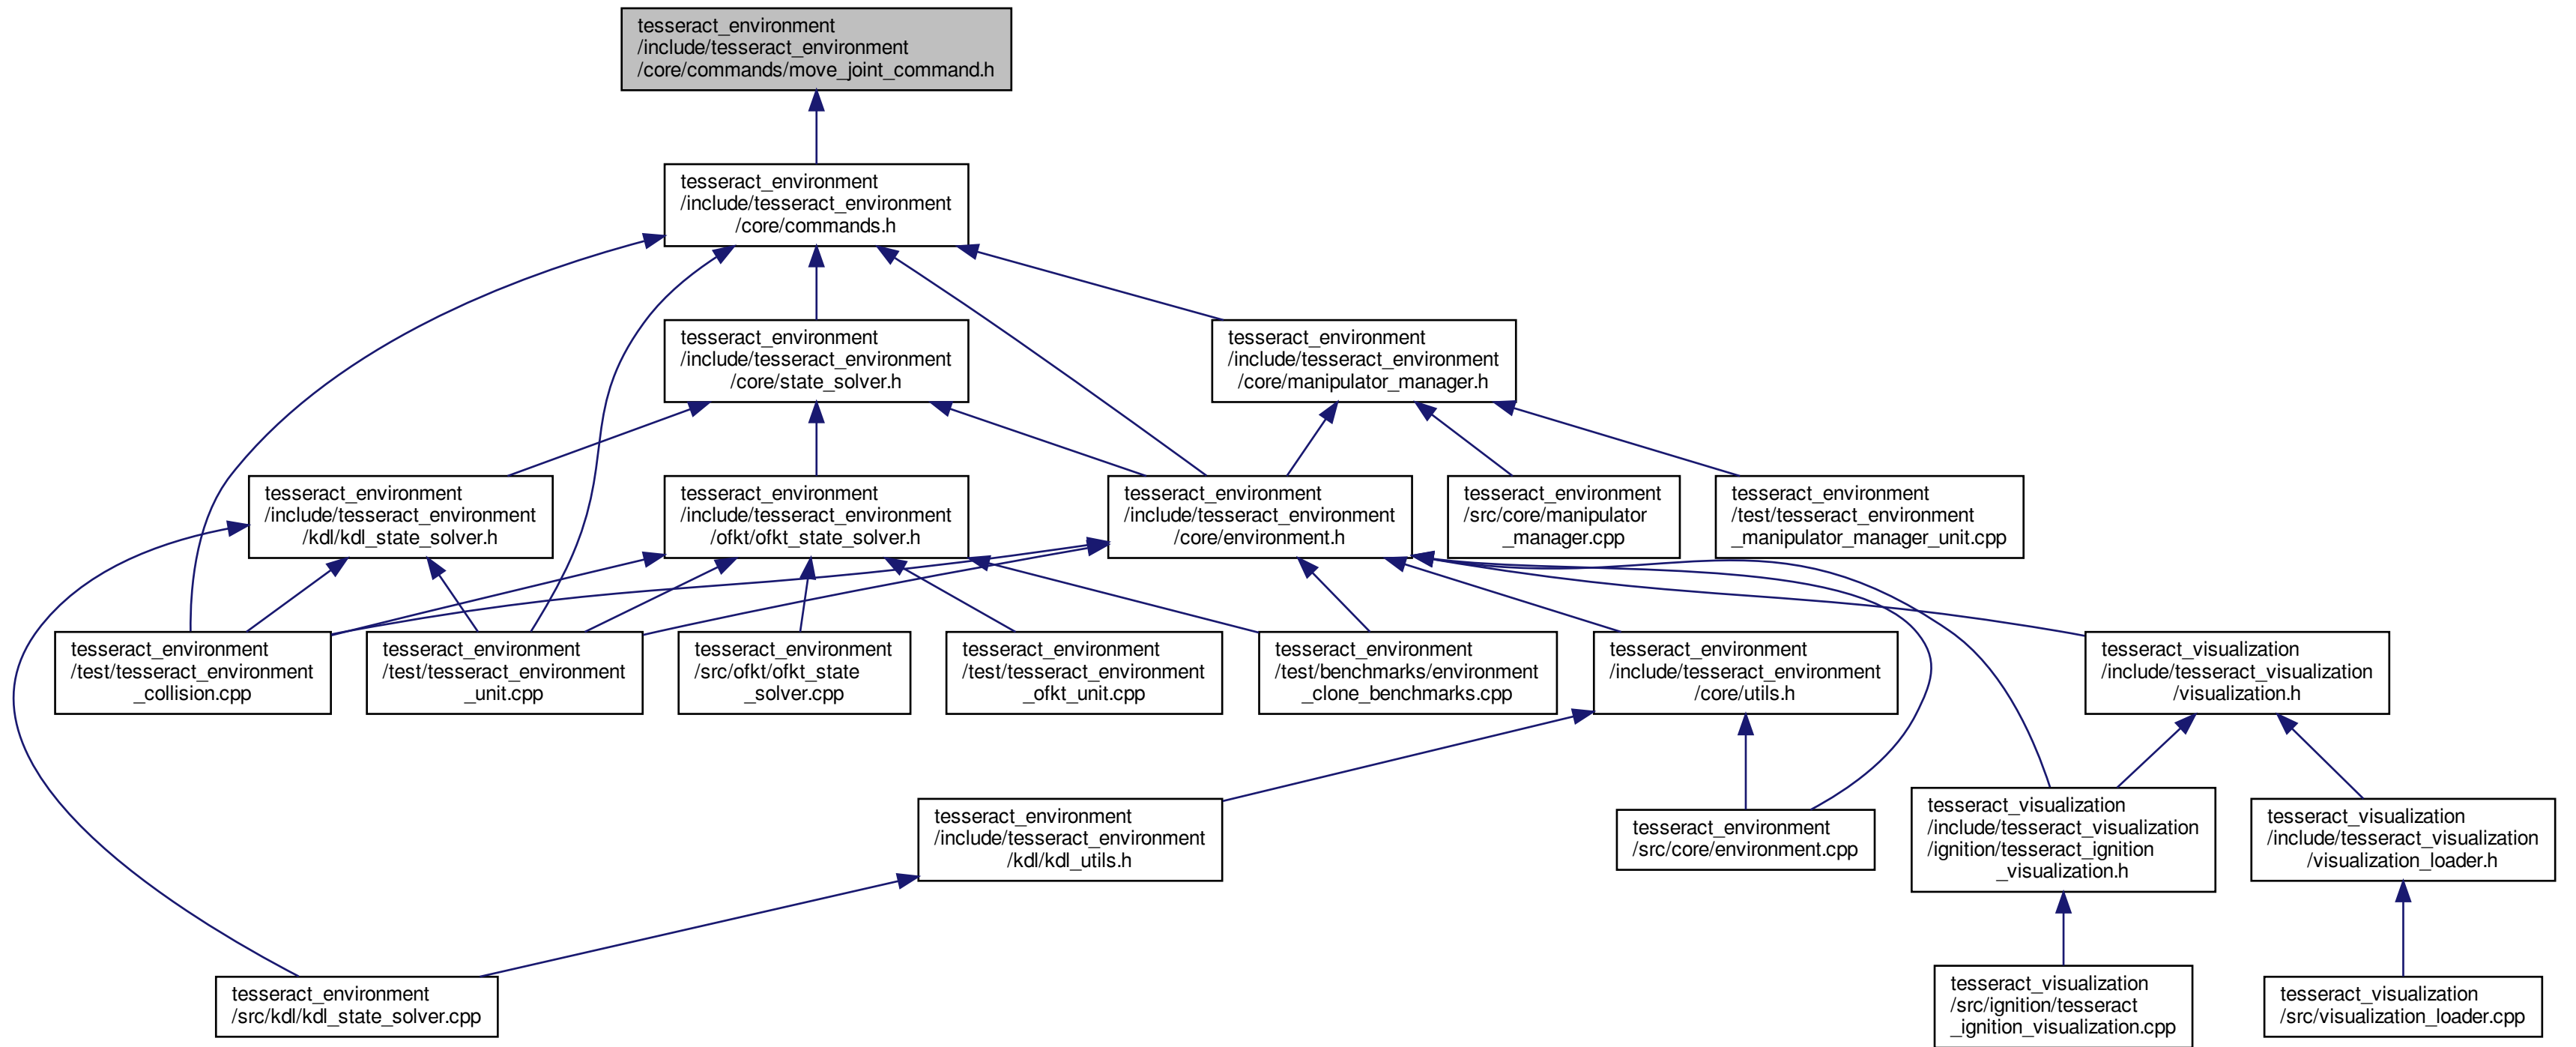 tesseract_environment
/include/tesseract_environment
/core/commands/move_joint_command.h
tesseract_environment
/include/tesseract_environment
/core/commands.h
tesseract_environment
/include/tesseract_environment
/core/state_solver.h
tesseract_environment
/include/tesseract_environment
/core/manipulator_manager.h
tesseract_environment
/include/tesseract_environment
/kdl/kdl_state_solver.h
tesseract_environment
/include/tesseract_environment
/ofkt/ofkt_state_solver.h
tesseract_environment
/include/tesseract_environment
/core/environment.h
tesseract_environment
/src/core/manipulator
_manager.cpp
tesseract_environment
/test/tesseract_environment
_manipulator_manager_unit.cpp
tesseract_environment
/test/tesseract_environment
_collision.cpp
tesseract_environment
/test/tesseract_environment
_unit.cpp
tesseract_environment
/src/ofkt/ofkt_state
_solver.cpp
tesseract_environment
/test/tesseract_environment
_ofkt_unit.cpp
tesseract_environment
/test/benchmarks/environment
_clone_benchmarks.cpp
tesseract_environment
/include/tesseract_environment
/core/utils.h
tesseract_visualization
/include/tesseract_visualization
/visualization.h
tesseract_environment
/include/tesseract_environment
/kdl/kdl_utils.h
tesseract_environment
/src/core/environment.cpp
tesseract_visualization
/include/tesseract_visualization
/ignition/tesseract_ignition
_visualization.h
tesseract_visualization
/include/tesseract_visualization
/visualization_loader.h
tesseract_environment
/src/kdl/kdl_state_solver.cpp
tesseract_visualization
/src/ignition/tesseract
_ignition_visualization.cpp
tesseract_visualization
/src/visualization_loader.cpp